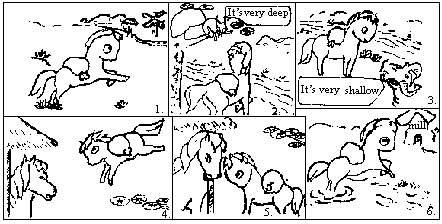 1.
It's very deep
2.
It's very shallow
3.
4.
5.
mill
6